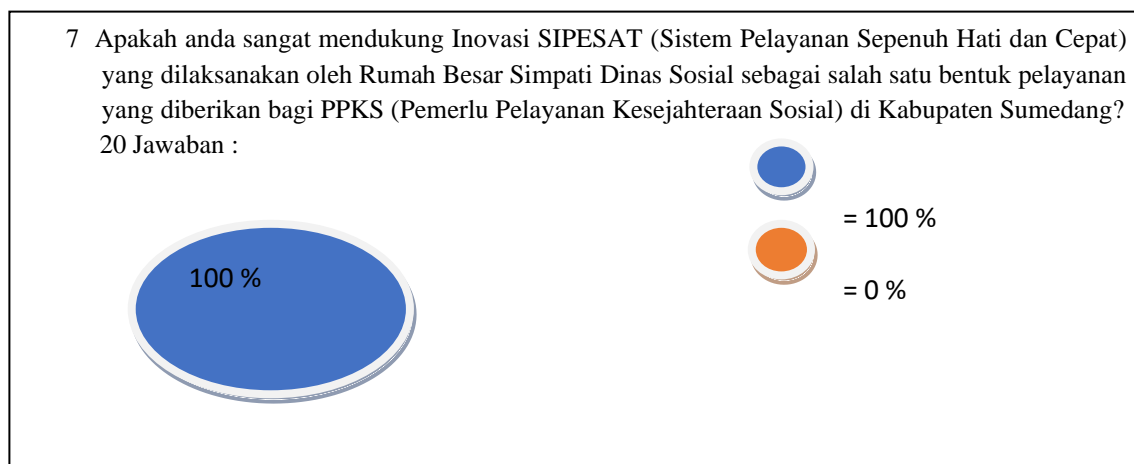 7 Apakah anda sangat mendukung Inovasi SIPESAT (Sistem Pelayanan Sepenuh Hati dan Cepat)
yang dilaksanakan oleh Rumah Besar Simpati Dinas Sosial sebagai salah satu bentuk pelayanan
yang diberikan bagi PPKS (Pemerlu Pelayanan Kesejahteraan Sosial) di Kabupaten Sumedang?
20 Jawaban :
= 100 %
100 %
= 0 %